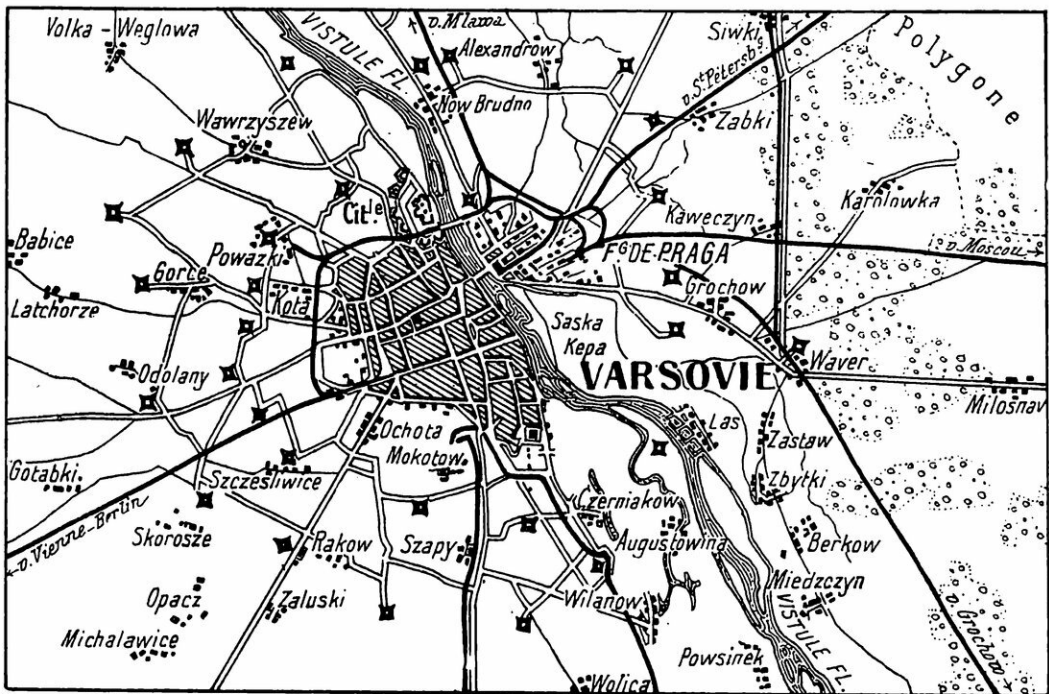 Volka - Węglowa
VISTULE FL.
v. Mlawa
Alexandrow
Siwki
Polygone
v. St Petersbg
Now Brudno
Zabki
Wawrzyszew
Citle
Karolowka
Kaweczyn
Babice
Powazki
Fg DE PRAGA
v. Moscou
Gorce
Grochow
Latchorze
Kota
Saska
Kepa
VARSOVIE
Waver
Odolany
Milosnav
Las
Ochota
Zastaw
Mokotow
Gotabki
Szczesliwice
Zbytki
Czerniakow
v. Vienne-Berlin
Skorosze
Rakow
Szapy
Augustowina
Berkow
Opacz
Zaluski
Wilanow
Miedzczyn
v. Grochow
Michalawice
VISTULE FL.
Powsinek
Wolica